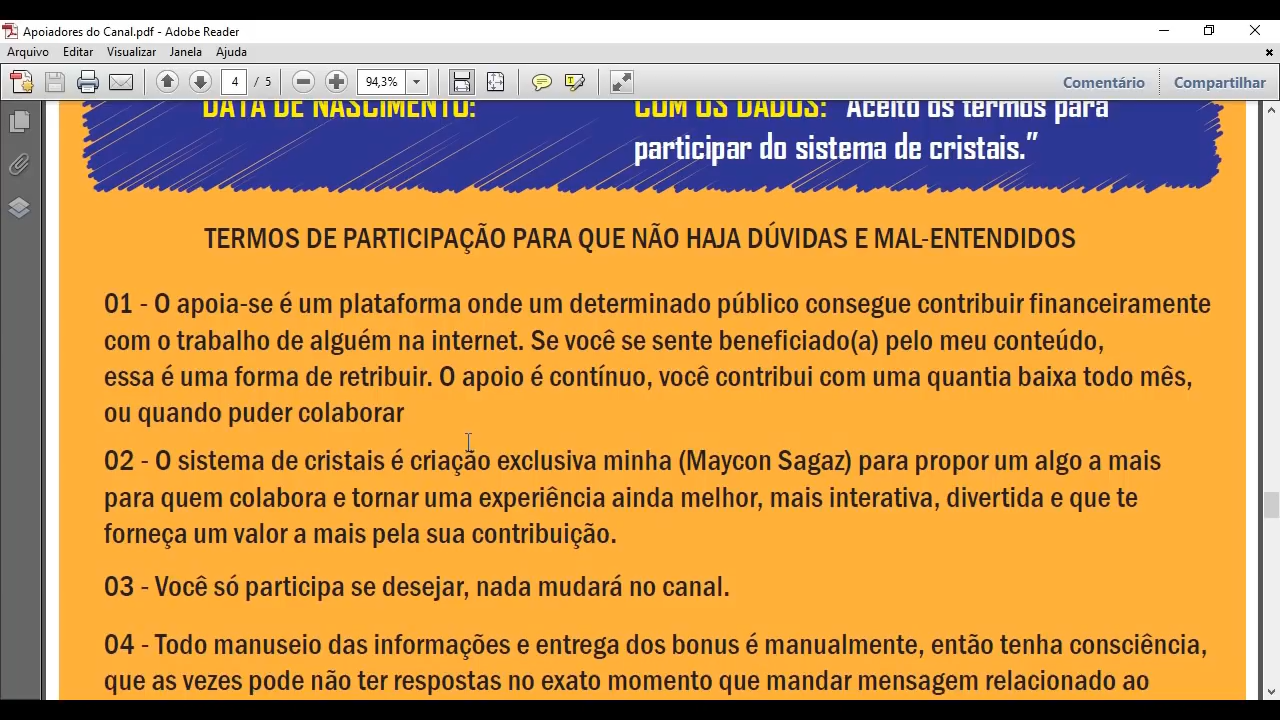 Apoiadores do Canal.pdf - Adobe Reader
Arquivo Editar Visualizar Janela Ajuda
4 / 5 94,3% Comentário Compartilhar
DATA DE NASCIMENTO:
COM OS DADOS: “Aceito os termos para
participar do sistema de cristais.”
TERMOS DE PARTICIPAÇÃO PARA QUE NÃO HAJA DÚVIDAS E MAL-ENTENDIDOS
01 - O apoia-se é um plataforma onde um determinado público consegue contribuir financeiramente
com o trabalho de alguém na internet. Se você se sente beneficiado(a) pelo meu conteúdo,
essa é uma forma de retribuir. O apoio é contínuo, você contribui com uma quantia baixa todo mês,
ou quando puder colaborar
02 - O sistema de cristais é criação exclusiva minha (Maycon Sagaz) para propor um algo a mais
para quem colabora e tornar uma experiência ainda melhor, mais interativa, divertida e que te
forneça um valor a mais pela sua contribuição.
03 - Você só participa se desejar, nada mudará no canal.
04 - Todo manuseio das informações e entrega dos bonus é manualmente, então tenha consciência,
que as vezes pode não ter respostas no exato momento que mandar mensagem relacionado ao